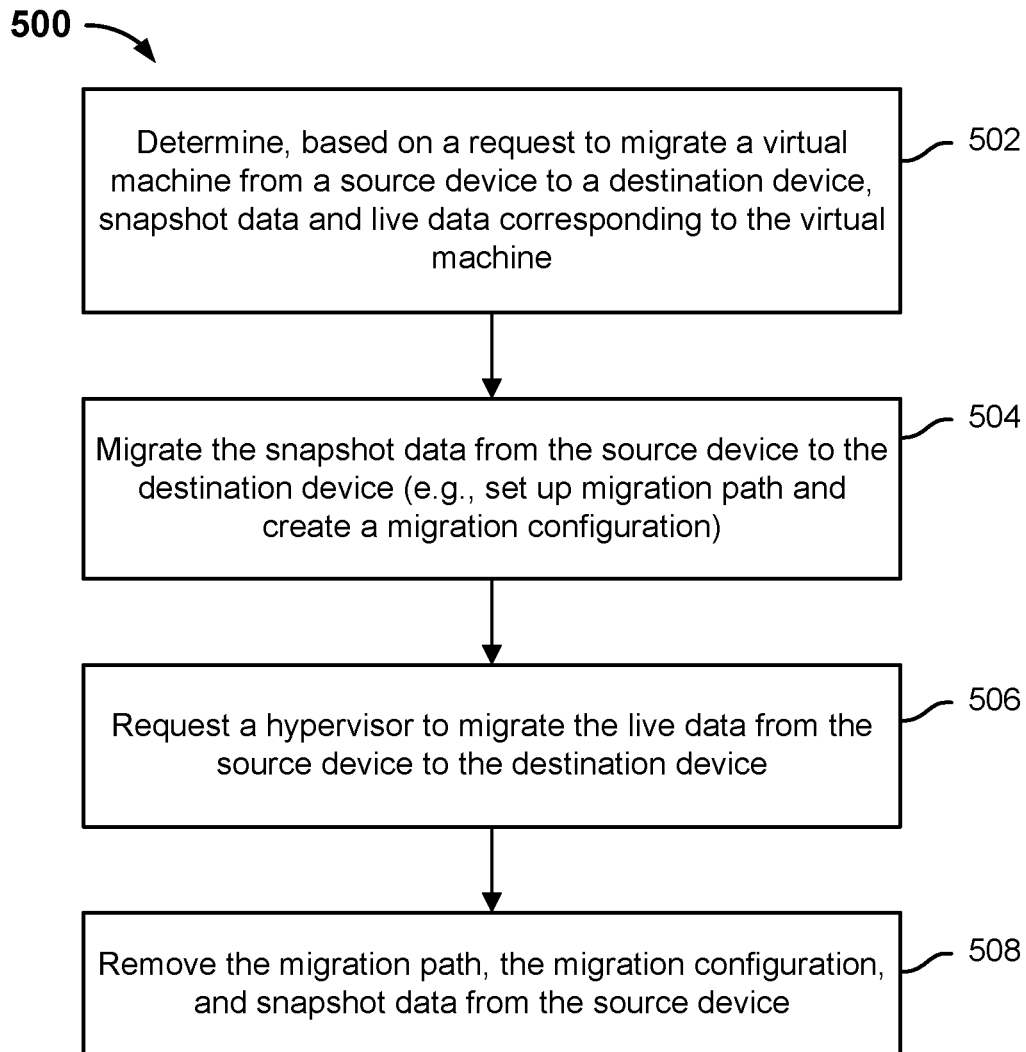 500
Determine, based on a request to migrate a virtual
machine from a source device to a destination device,
snapshot data and live data corresponding to the virtual
machine
502
Migrate the snapshot data from the source device to the
destination device (e.g., set up migration path and
create a migration configuration)
504
Request a hypervisor to migrate the live data from the
source device to the destination device
506
Remove the migration path, the migration configuration,
and snapshot data from the source device
508